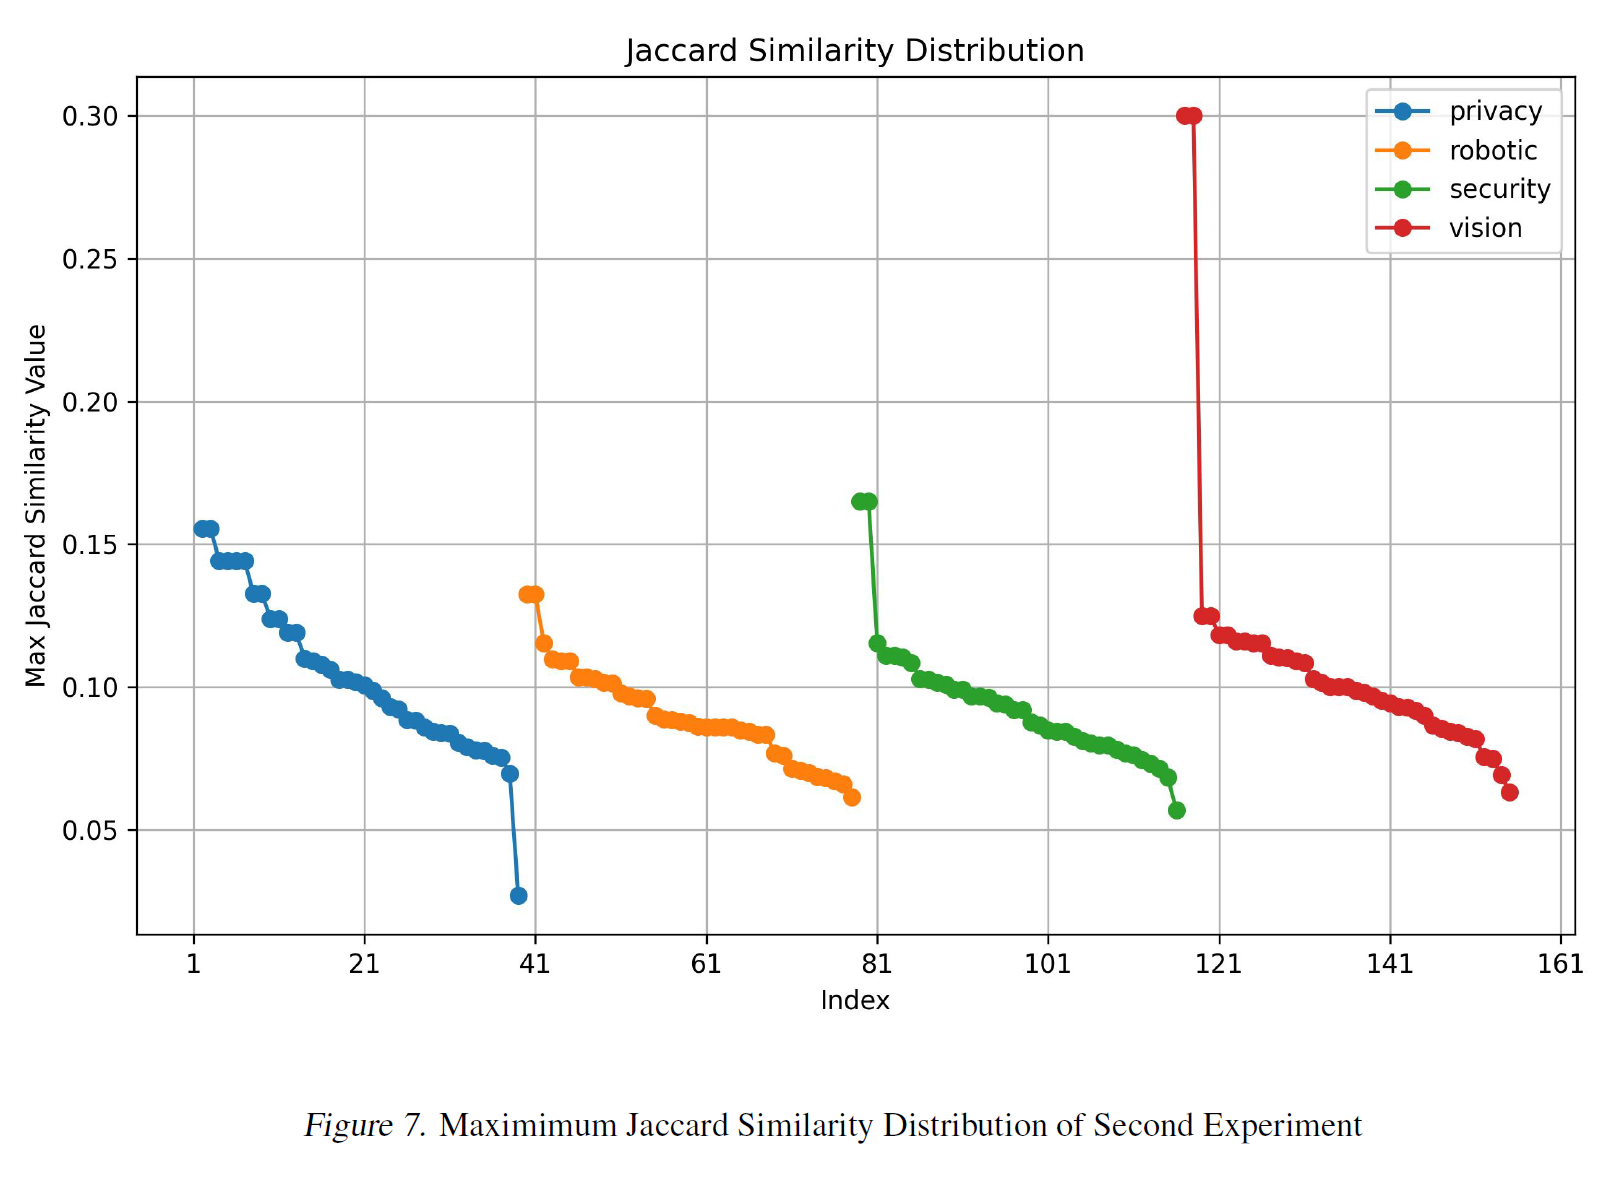 Jaccard Similarity Distribution
0.30
0.25
0.20
0.15
0.10
0.05
Max Jaccard Similarity Value
privacy
robotic
security
vision
1 21 41 61 81 101 121 141 161
Index
Figure 7. Maximimum Jaccard Similarity Distribution of Second Experiment